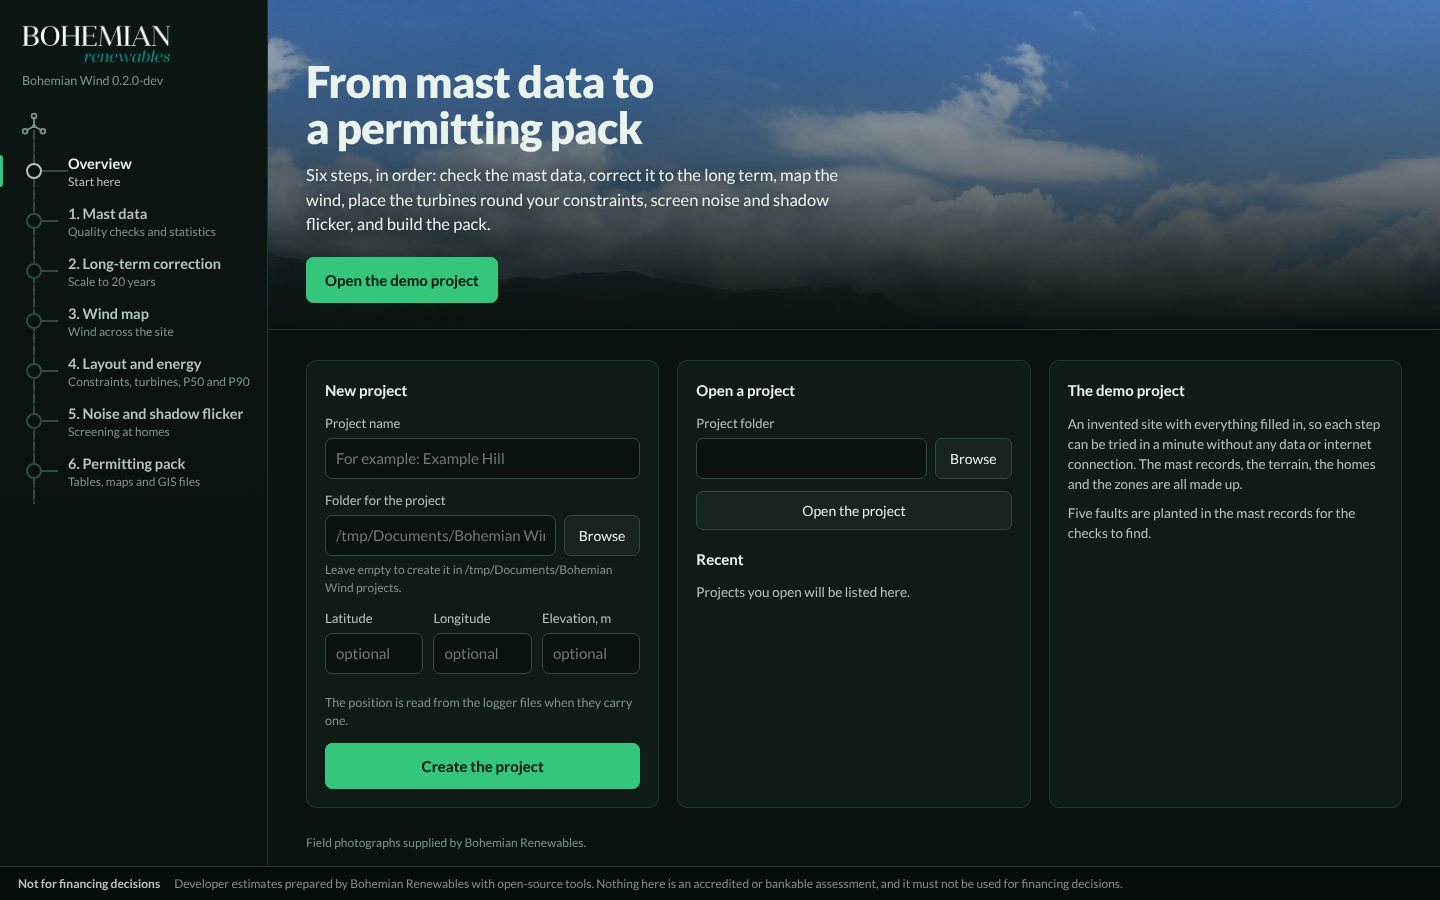 BOHEMIAN
renewables
Bohemian Wind 0.2.0-dev
Overview
Start here
1. Mast data
Quality checks and statistics
2. Long-term correction
Scale to 20 years
3. Wind map
Wind across the site
4. Layout and energy
Constraints, turbines, P50 and P90
5. Noise and shadow flicker
Screening at homes
6. Permitting pack
Tables, maps and GIS files
From mast data to
a permitting pack
Six steps, in order: check the mast data, correct it to the long term, map the
wind, place the turbines round your constraints, screen noise and shadow
flicker, and build the pack.
Open the demo project
New project
Project name
For example: Example Hill
Folder for the project
/tmp/Documents/Bohemian Wi
Browse
Leave empty to create it in /tmp/Documents/Bohemian
Wind projects.
Latitude
Longitude
Elevation, m
optional
optional
optional
The position is read from the logger files when they carry
one.
Create the project
Open a project
Project folder
Browse
Open the project
Recent
Projects you open will be listed here.
The demo project
An invented site with everything filled in, so each step
can be tried in a minute without any data or internet
connection. The mast records, the terrain, the homes
and the zones are all made up.
Five faults are planted in the mast records for the
checks to find.
Field photographs supplied by Bohemian Renewables.
Not for financing decisions
Developer estimates prepared by Bohemian Renewables with open-source tools. Nothing here is an accredited or bankable assessment, and it must not be used for financing decisions.